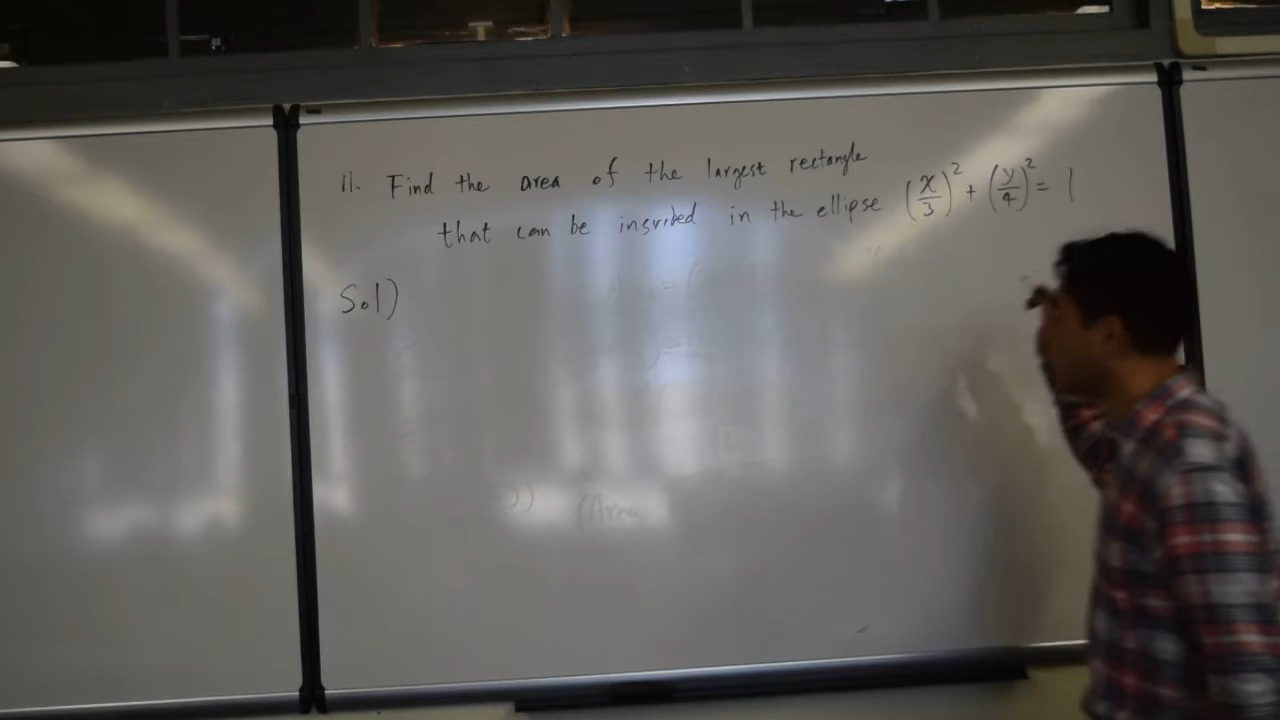 11. Find the area of the largest rectangle
that can be insribed in the ellipse (x/3)² + (y/4)² = 1
Sol)
(Area